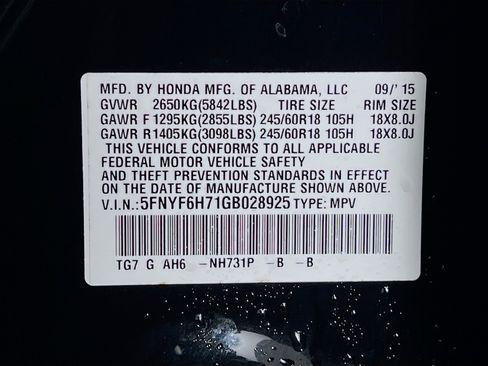 MFD. BY HONDA MFG. OF ALABAMA, LLC 09/'15
GVWR 2650KG(5842LBS) TIRE SIZE RIM SIZE
GAWR F 1295KG(2855LBS) 245/60R18 105H 18X8.0J
GAWR R1405KG(3098LBS) 245/60R18 105H 18X8.0J
THIS VEHICLE CONFORMS TO ALL APPLICABLE
FEDERAL MOTOR VEHICLE SAFETY
AND THEFT PREVENTION STANDARDS IN EFFECT
ON THE DATE OF MANUFACTURE SHOWN ABOVE.
V.I.N.:5FNYF6H71GB028925 TYPE: MPV
TG7 G AH6 -NH731P -B -B